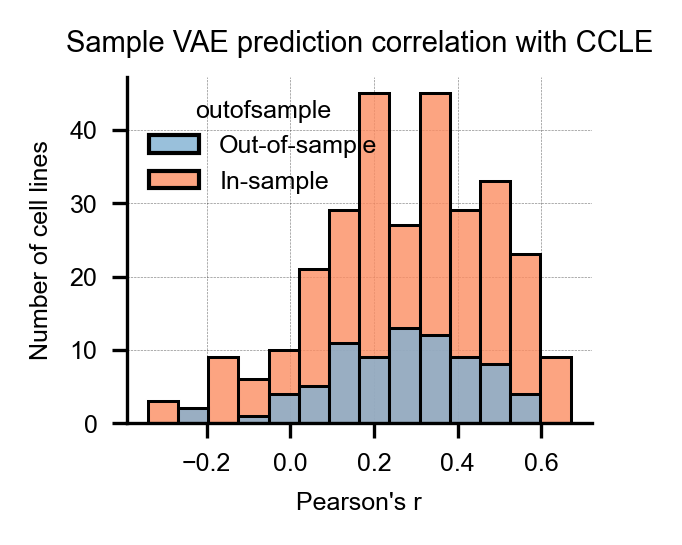 Sample VAE prediction correlation with CCLE
outofsample
Out-of-sample
In-sample
Number of cell lines
40
30
20
10
0
−0.2 0.0 0.2 0.4 0.6
Pearson's r